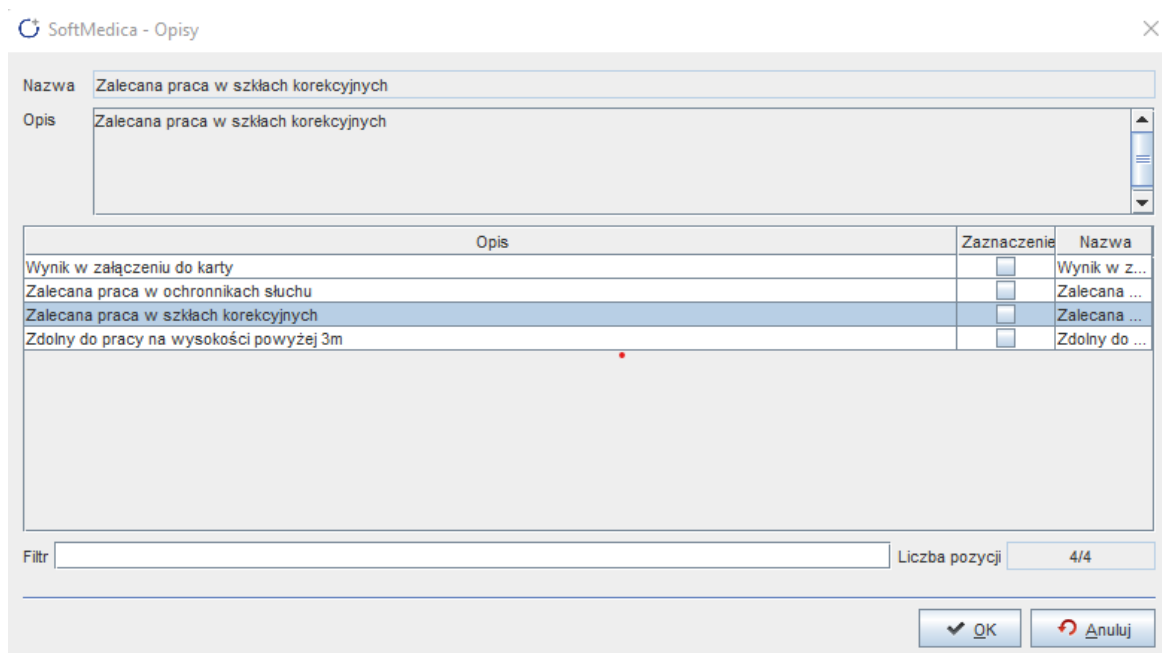 SoftMedica - Opisy
Nazwa Zalecana praca w szkłach korekcyjnych
Opis Zalecana praca w szkłach korekcyjnych
Opis Zaznaczenie Nazwa
Wynik w załączeniu do karty Wynik w z...
Zalecana praca w ochronnikach słuchu Zalecana ...
Zalecana praca w szkłach korekcyjnych Zalecana ...
Zdolny do pracy na wysokości powyżej 3m Zdolny do ...
Filtr Liczba pozycji 4/4
OK Anuluj